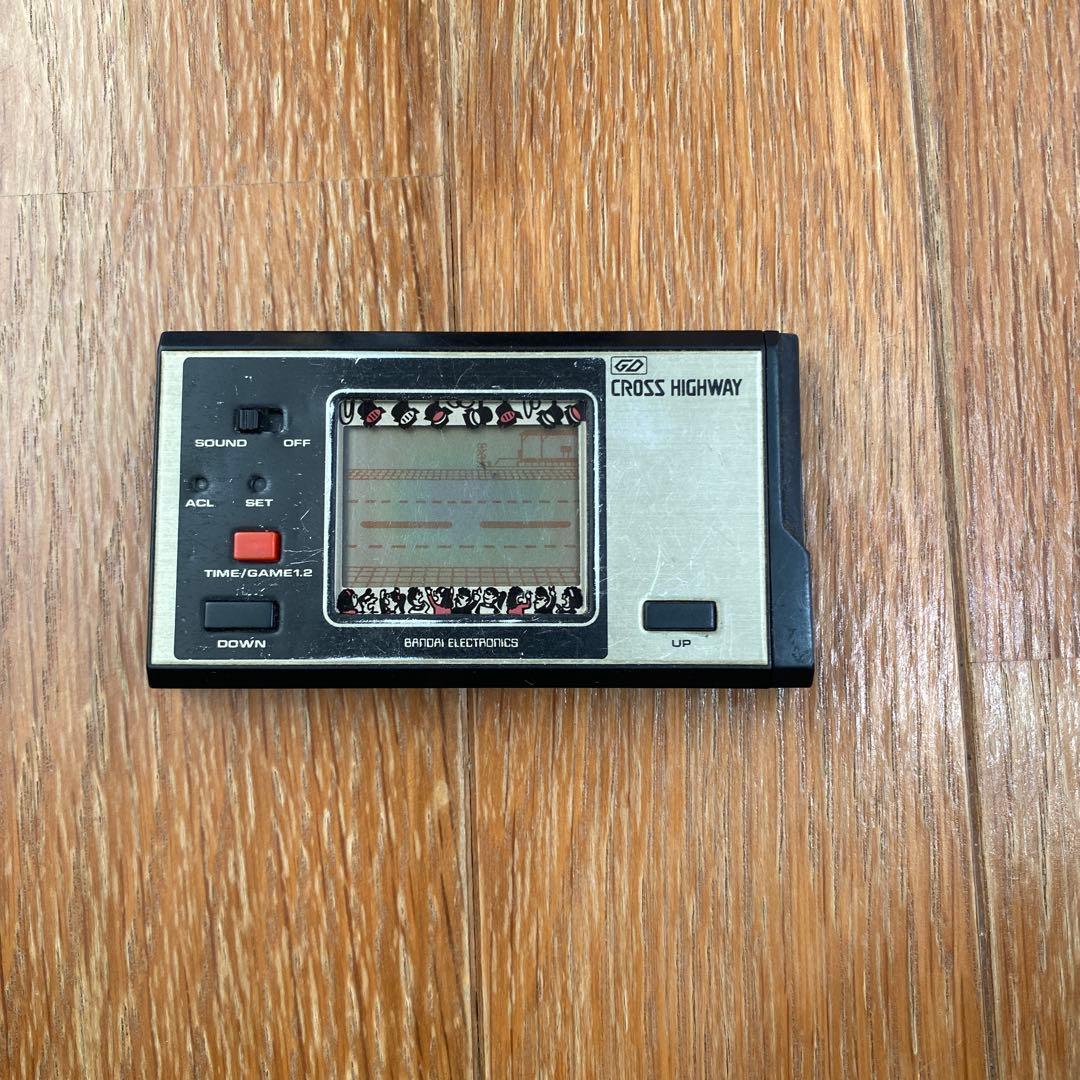 GD
CROSS HIGHWAY
SOUND OFF
ACL SET
TIME/GAME1.2
DOWN
BANDAI ELECTRONICS
UP